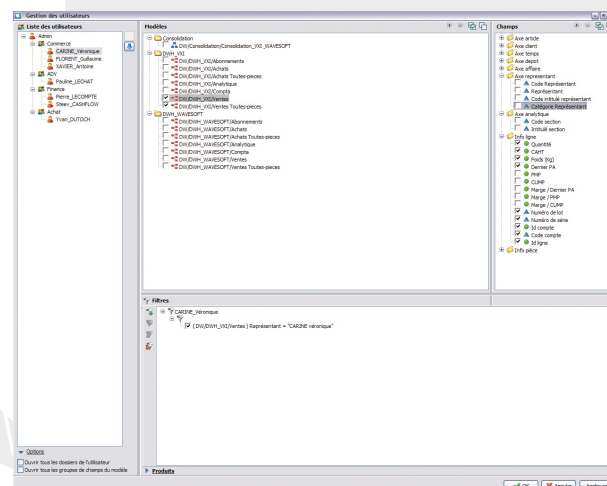 Gestion des utilisateurs
Liste des utilisateurs
Admin
Commerce
CARINE_Véronique
FLORENT_Guillaume
XAVIER_Antoine
ADV
Pauline_LECHAT
Finance
Pierre_LECOMPTE
Steev_CASHFLOW
Achat
Yvan_DUTOCH
Options
Ouvrir tous les dossiers de l'utilisateur
Ouvrir tous les groupes de champs du modèle
Modèles
Consolidation
DW/Consolidation/Consolidation_VXI_WAVESOFT
DWH_VXI
DW/DWH_VXI/Abonnements
DW/DWH_VXI/Achats
DW/DWH_VXI/Achats Toutes-pieces
DW/DWH_VXI/Analytique
DW/DWH_VXI/Compta
DW/DWH_VXI/Ventes
DW/DWH_VXI/Ventes Toutes-pieces
DWH_WAVESOFT
DW/DWH_WAVESOFT/Abonnements
DW/DWH_WAVESOFT/Achats
DW/DWH_WAVESOFT/Achats Toutes-pieces
DW/DWH_WAVESOFT/Analytique
DW/DWH_WAVESOFT/Compta
DW/DWH_WAVESOFT/Ventes
DW/DWH_WAVESOFT/Ventes Toutes-pieces
Champs
Axe article
Axe client
Axe temps
Axe depot
Axe affaire
Axe representant
Code Représentant
Représentant
Code intitulé représentant
Catégorie Représentant
Axe analytique
Code section
Intitulé section
Info ligne
Quantité
CAHT
Poids (Kg)
Dernier PA
PMP
CUMP
Marge / Dernier PA
Marge / PMP
Marge / CUMP
Numéro de lot
Numéro de série
Id compte
Code compte
Id ligne
Info pièce
Filtres
CARINE_Véronique
( DW/DWH_VXI/Ventes ) Représentant = "CARINE véronique"
Produits
OK
Annuler